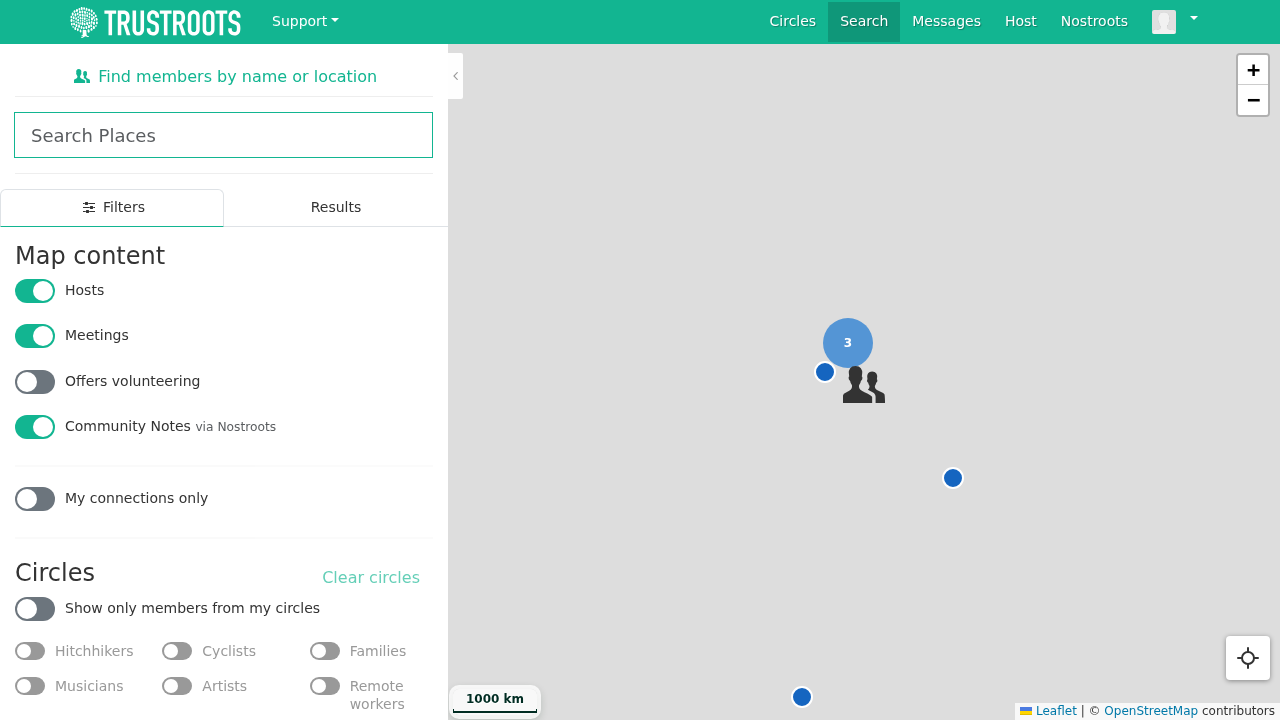 TRUSTROOTS
Support
Circles
Search
Messages
Host
Nostroots
Find members by name or location
Search Places
Filters
Results
Map content
Hosts
Meetings
Offers volunteering
Community Notes via Nostroots
My connections only
Circles
Clear circles
Show only members from my circles
Hitchhikers
Cyclists
Families
Musicians
Artists
Remote
workers
+
−
3
1000 km
Leaflet | © OpenStreetMap contributors